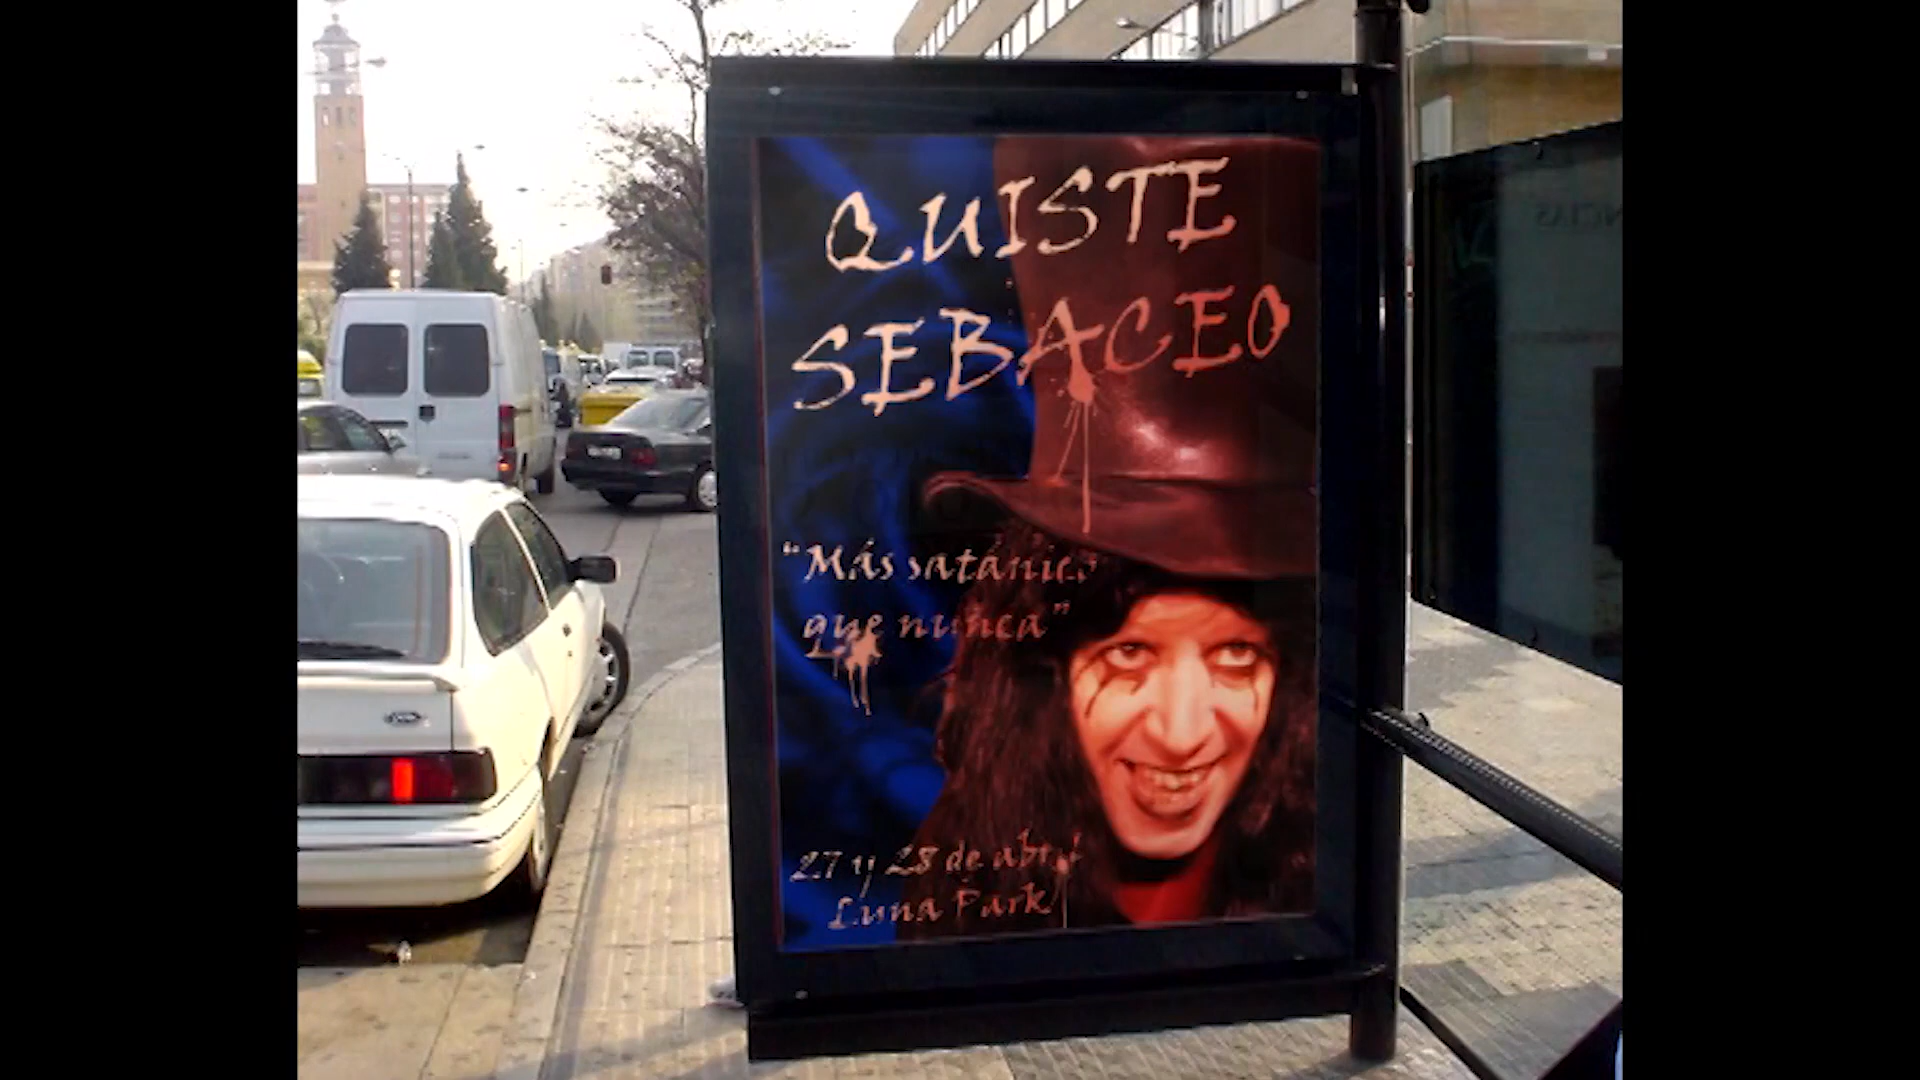 QUISTE
SEBACEO
"Más satánico
que nunca"
27 y 28 de abril
Luna Park